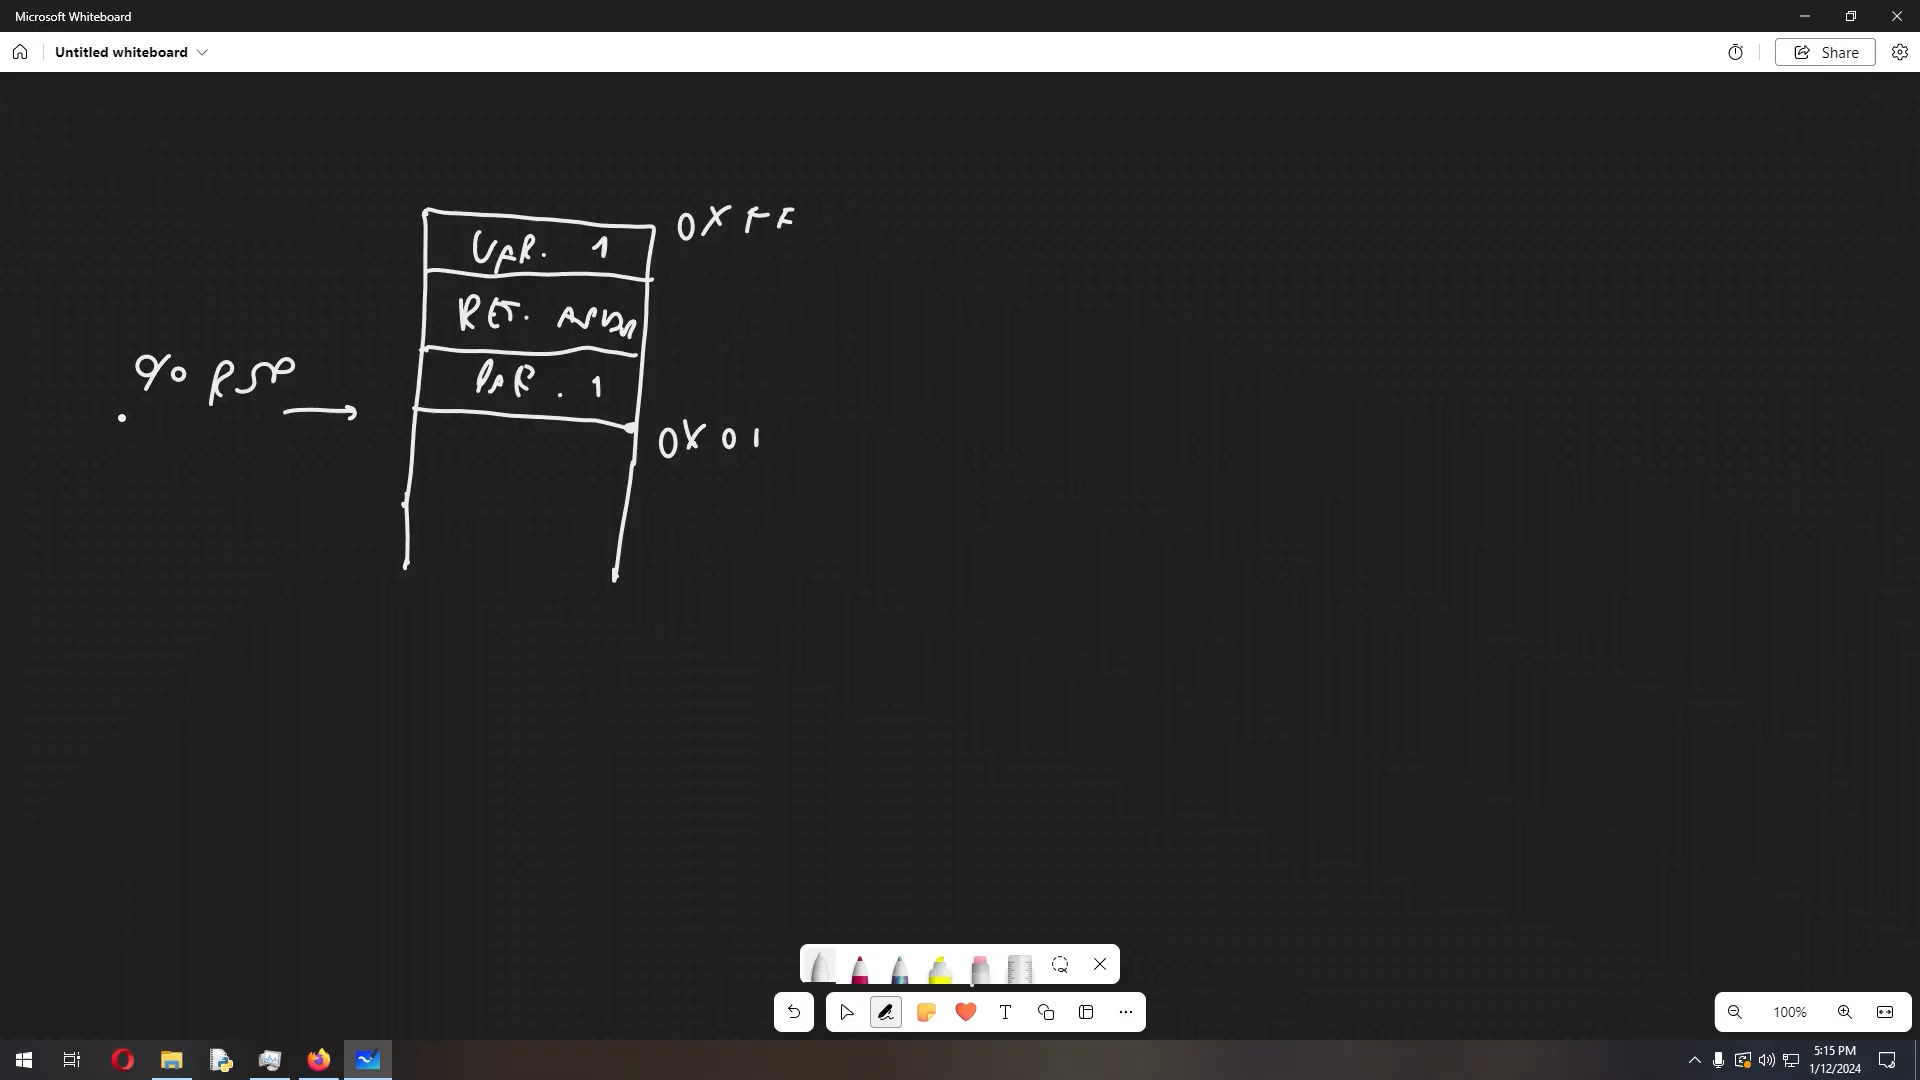 Microsoft Whiteboard
Untitled whiteboard
Share
0XFF
VAR. 1
RET. ADDR
% RSP
PAR. 1
0X01
100%
5:15 PM
1/12/2024